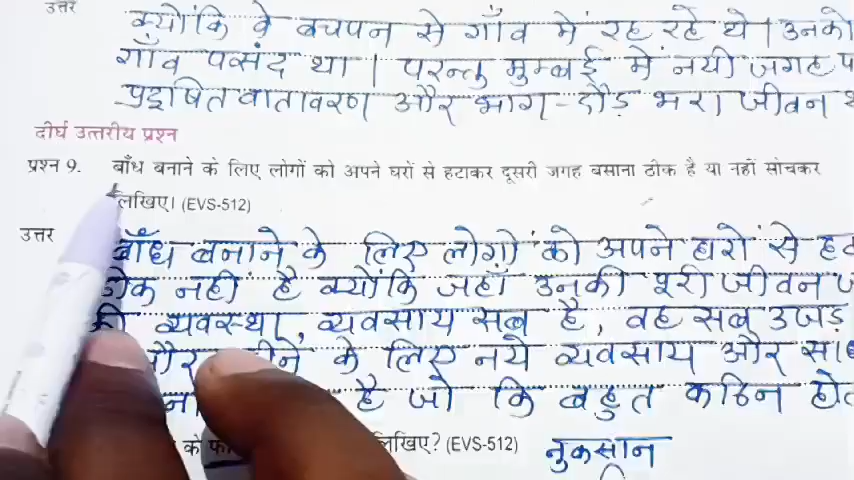 उत्तर क्योंकि वे बचपन से गाँव में रह रहे थे। उनको
गाँव पसंद था। परन्तु मुम्बई में नयी जगह
प्रदूषित वातावरण और भाग-दौड़ भरा जीवन
दीर्घ उत्तरीय प्रश्न
प्रश्न 9. बाँध बनाने के लिए लोगों को अपने घरों से हटाकर दूसरी जगह बसाना ठीक है या नहीं सोचकर
लिखिए। (EVS-512)
उत्तर बाँध बनाने के लिए लोगों को अपने घरों से
ठीक नहीं है क्योंकि जहाँ उनकी पूरी जीवन
की व्यवस्था, व्यवसाय सब है, वह सब उजड़
के लिए नये व्यवसाय और
है जो कि बहुत कठिन
के लिखिए? (EVS-512) नुकसान